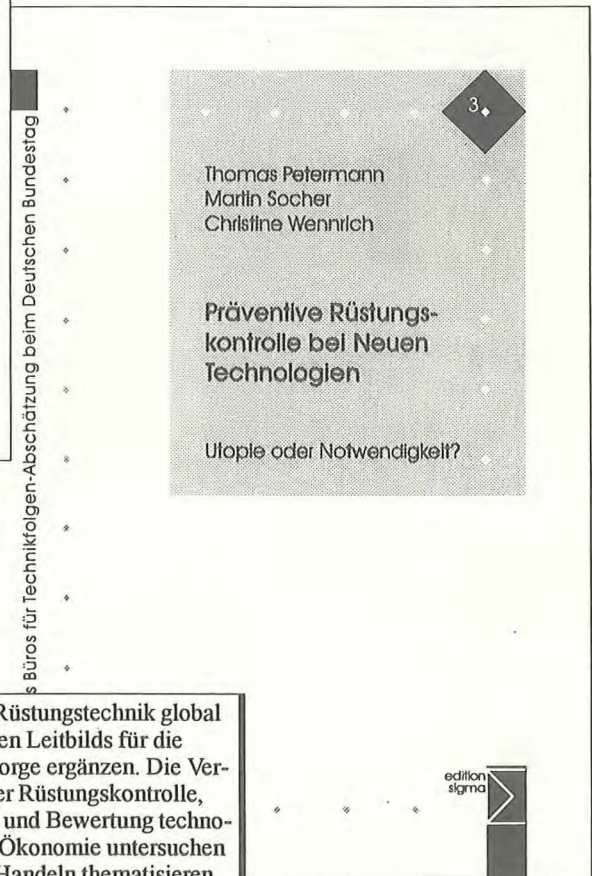 3
Thomas Petermann
Martin Socher
Christine Wennrich
Präventive Rüstungs-
kontrolle bei Neuen
Technologien
Utopie oder Notwendigkeit?
s Büros für Technikfolgen-Abschätzung beim Deutschen Bundestag
Rüstungstechnik global
en Leitbilds für die
orge ergänzen. Die Ver-
er Rüstungskontrolle,
und Bewertung techno-
Ökonomie untersuchen
Handeln thematisieren
edition
sigma